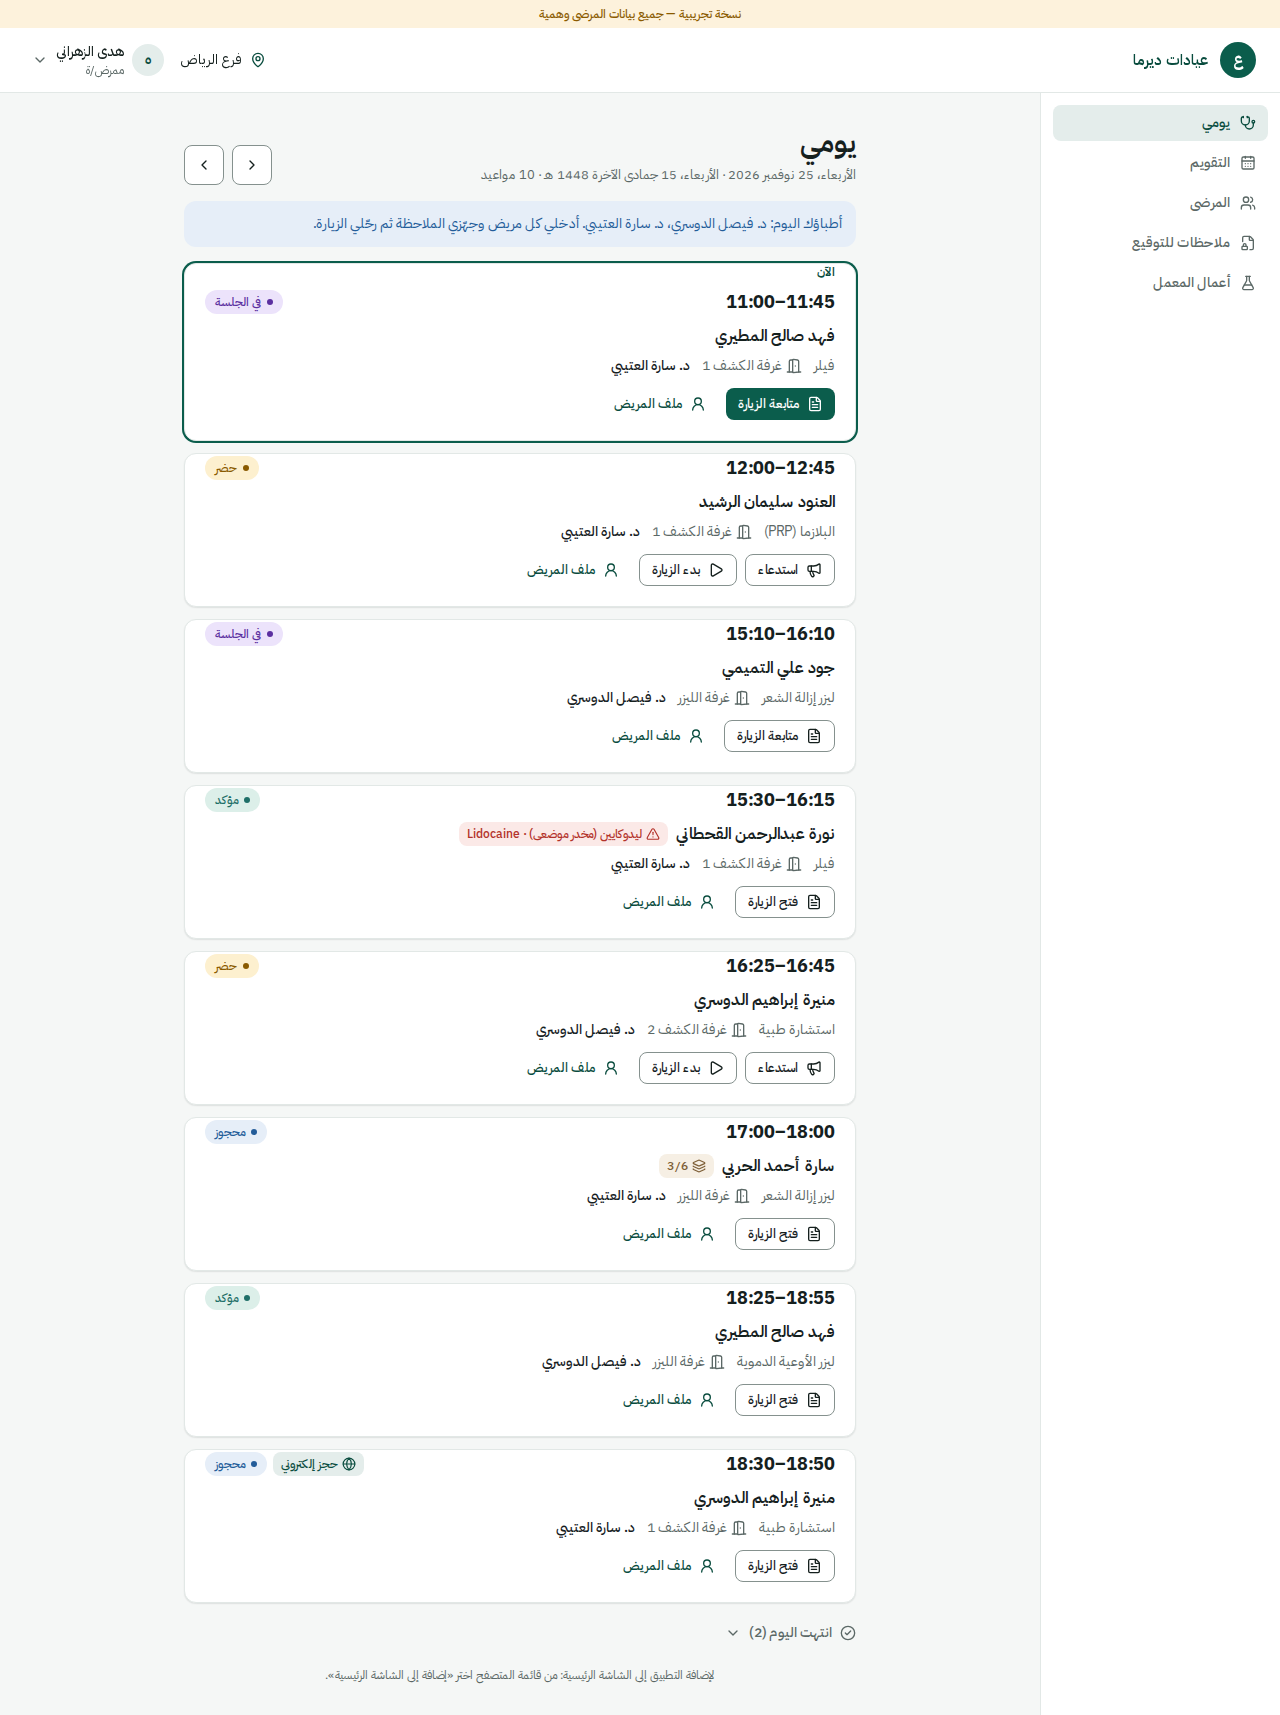 نسخة تجريبية — جميع بيانات المرضى وهمية
ع
عيادات ديرما
فرع الرياض
ه
هدى الزهراني
ممرض/ة
يومي
التقويم
المرضى
ملاحظات للتوقيع
أعمال المعمل
يومي
الأربعاء، 25 نوفمبر 2026 · الأربعاء، 15 جمادى الآخرة 1448 هـ · 10 مواعيد
أطباؤك اليوم: د. فيصل الدوسري، د. سارة العتيبي. أدخلي كل مريض وجهّزي الملاحظة ثم رحّلي الزيارة.
الآن
11:00–11:45
في الجلسة
فهد صالح المطيري
فيلر غرفة الكشف 1 د. سارة العتيبي
متابعة الزيارة ملف المريض
12:00–12:45
حضر
العنود سليمان الرشيد
البلازما (PRP) غرفة الكشف 1 د. سارة العتيبي
استدعاء بدء الزيارة ملف المريض
15:10–16:10
في الجلسة
جود علي التميمي
ليزر إزالة الشعر غرفة الليزر د. فيصل الدوسري
متابعة الزيارة ملف المريض
15:30–16:15
مؤكد
نورة عبدالرحمن القحطاني ليدوكايين (مخدر موضعي) · Lidocaine
فيلر غرفة الكشف 1 د. سارة العتيبي
فتح الزيارة ملف المريض
16:25–16:45
حضر
منيرة إبراهيم الدوسري
استشارة طبية غرفة الكشف 2 د. فيصل الدوسري
استدعاء بدء الزيارة ملف المريض
17:00–18:00
محجوز
سارة أحمد الحربي 3/6
ليزر إزالة الشعر غرفة الليزر د. سارة العتيبي
فتح الزيارة ملف المريض
18:25–18:55
مؤكد
فهد صالح المطيري
ليزر الأوعية الدموية غرفة الليزر د. فيصل الدوسري
فتح الزيارة ملف المريض
18:30–18:50
حجز إلكتروني محجوز
منيرة إبراهيم الدوسري
استشارة طبية غرفة الكشف 1 د. سارة العتيبي
فتح الزيارة ملف المريض
انتهت اليوم (2)
لإضافة التطبيق إلى الشاشة الرئيسية: من قائمة المتصفح اختر «إضافة إلى الشاشة الرئيسية».